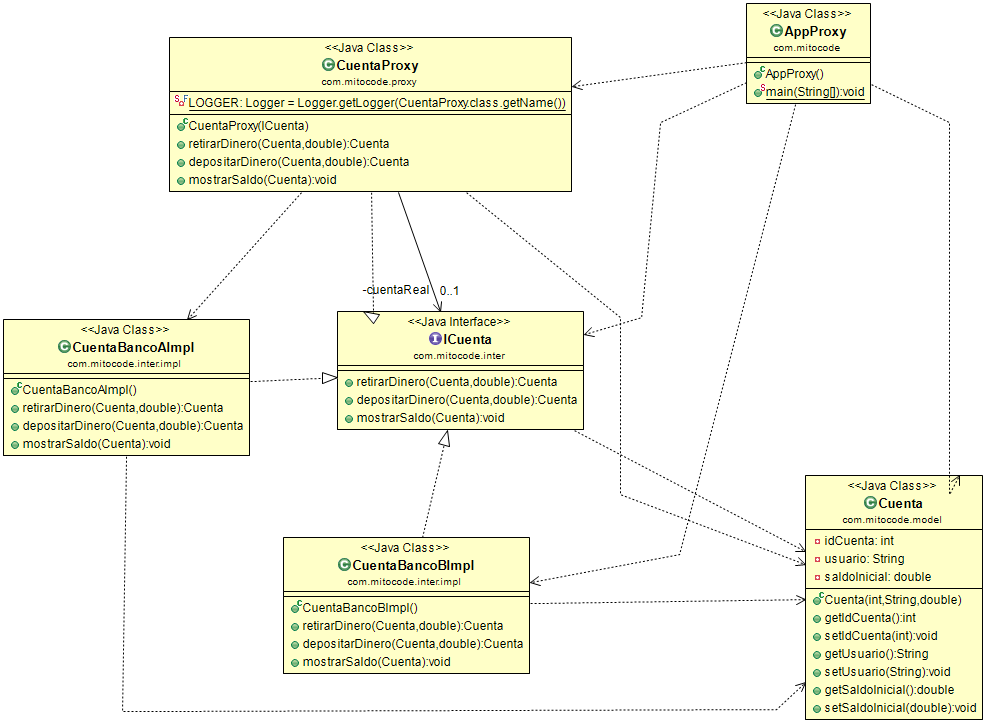 <<Java Class>>
AppProxy
com.mitocode
AppProxy()
main(String[]):void
<<Java Class>>
CuentaProxy
com.mitocode.proxy
LOGGER: Logger = Logger.getLogger(CuentaProxy.class.getName())
CuentaProxy(ICuenta)
retirarDinero(Cuenta,double):Cuenta
depositarDinero(Cuenta,double):Cuenta
mostrarSaldo(Cuenta):void
-cuentaReal 0..1
<<Java Class>>
CuentaBancoAImpl
com.mitocode.inter.impl
CuentaBancoAImpl()
retirarDinero(Cuenta,double):Cuenta
depositarDinero(Cuenta,double):Cuenta
mostrarSaldo(Cuenta):void
<<Java Interface>>
ICuenta
com.mitocode.inter
retirarDinero(Cuenta,double):Cuenta
depositarDinero(Cuenta,double):Cuenta
mostrarSaldo(Cuenta):void
<<Java Class>>
CuentaBancoBImpl
com.mitocode.inter.impl
CuentaBancoBImpl()
retirarDinero(Cuenta,double):Cuenta
depositarDinero(Cuenta,double):Cuenta
mostrarSaldo(Cuenta):void
<<Java Class>>
Cuenta
com.mitocode.model
idCuenta: int
usuario: String
saldoInicial: double
Cuenta(int,String,double)
getIdCuenta():int
setIdCuenta(int):void
getUsuario():String
setUsuario(String):void
getSaldoInicial():double
setSaldoInicial(double):void